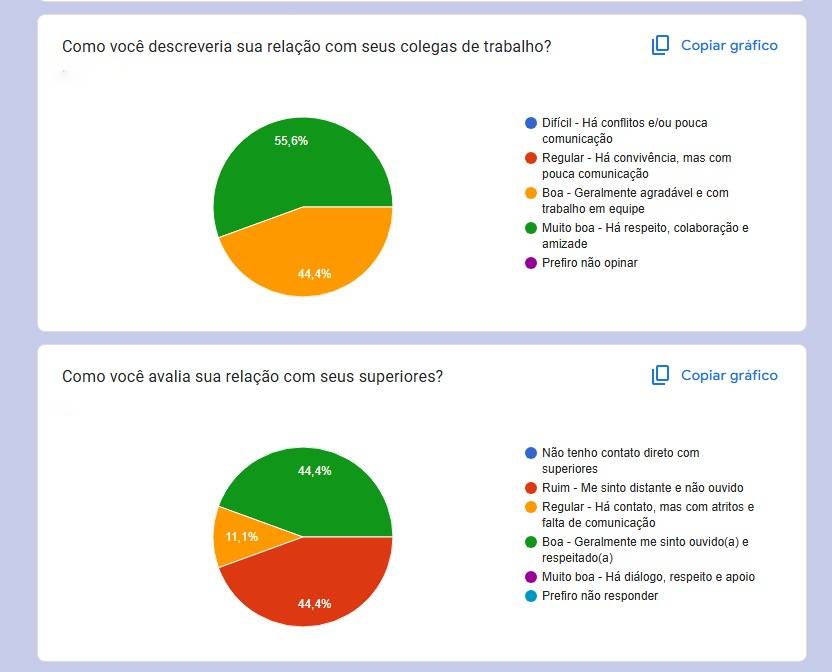 Como você descreveria sua relação com seus colegas de trabalho?
Copiar gráfico
55,6%
44,4%
Difícil - Há conflitos e/ou pouca
comunicação
Regular - Há convivência, mas com
pouca comunicação
Boa - Geralmente agradável e com
trabalho em equipe
Muito boa - Há respeito, colaboração e
amizade
Prefiro não opinar
Como você avalia sua relação com seus superiores?
Copiar gráfico
44,4%
11,1%
44,4%
Não tenho contato direto com
superiores
Ruim - Me sinto distante e não ouvido
Regular - Há contato, mas com atritos e
falta de comunicação
Boa - Geralmente me sinto ouvido(a) e
respeitado(a)
Muito boa - Há diálogo, respeito e apoio
Prefiro não responder